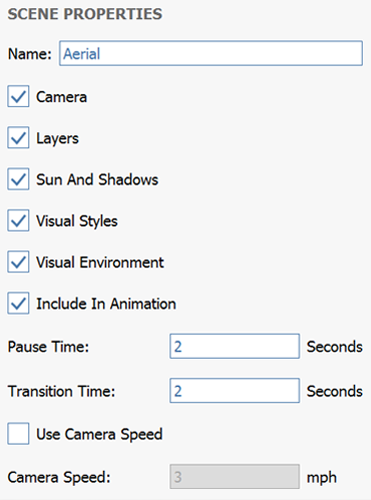 SCENE PROPERTIES
Name: Aerial
Camera
Layers
Sun And Shadows
Visual Styles
Visual Environment
Include In Animation
Pause Time: 2 Seconds
Transition Time: 2 Seconds
Use Camera Speed
Camera Speed: 3 mph